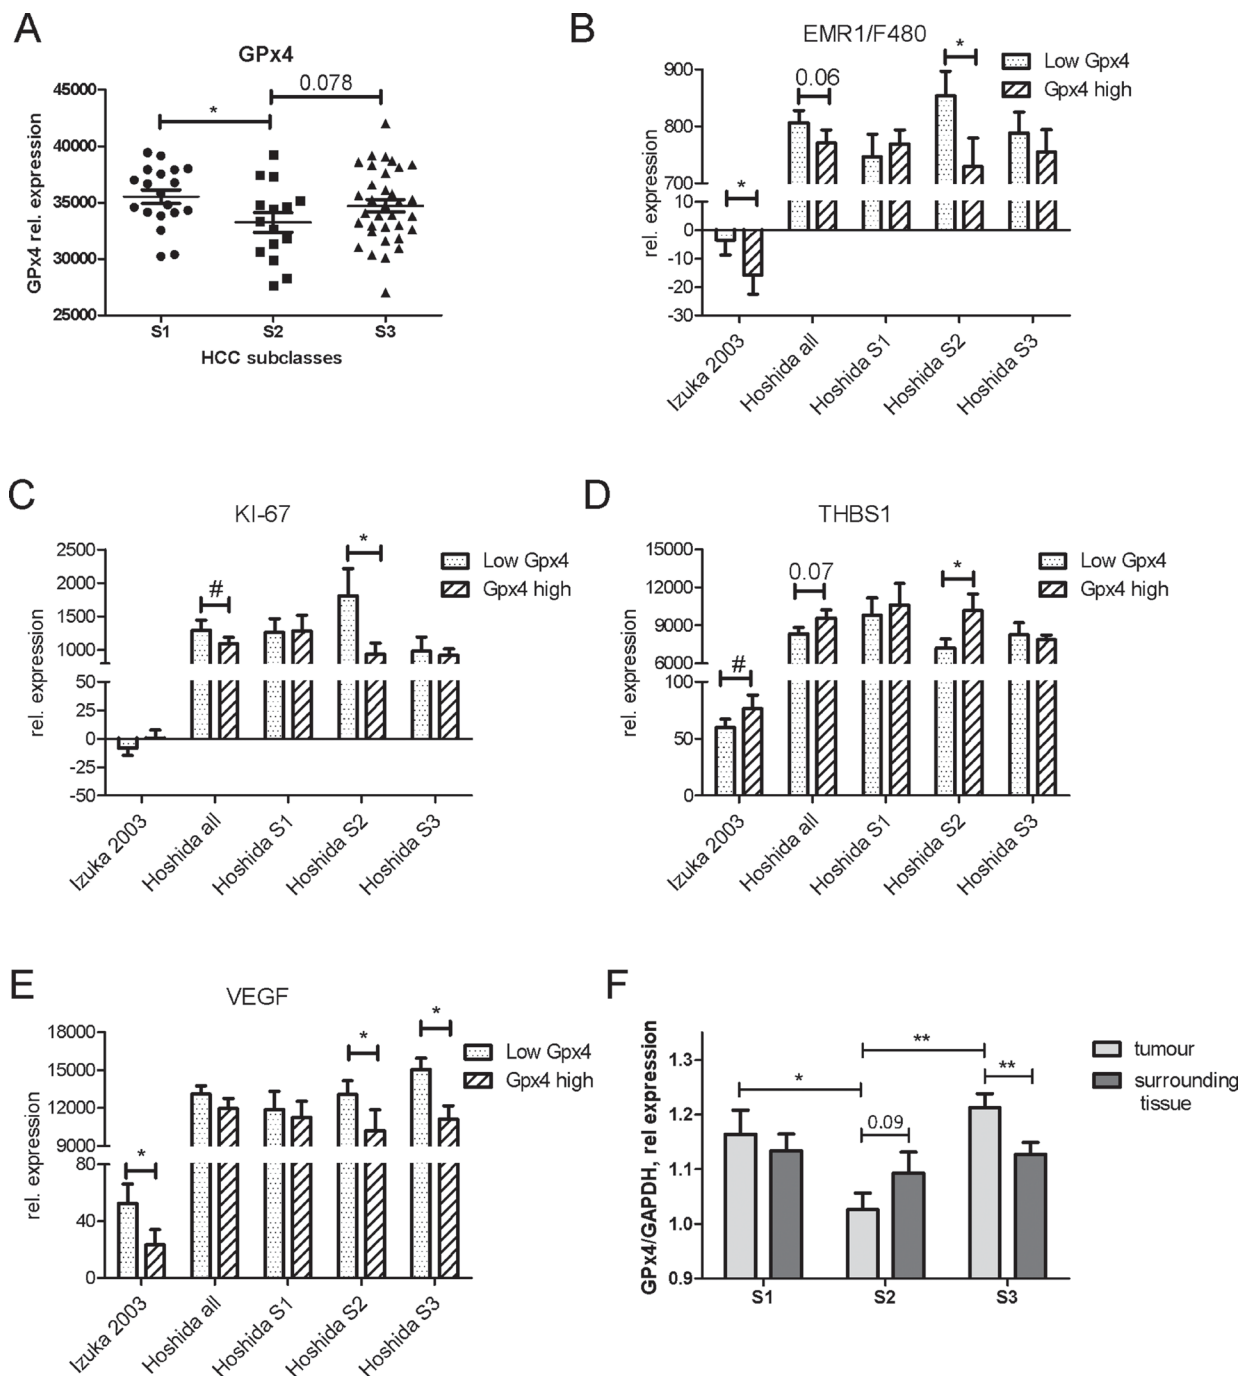 A
GPx4
45000
40000
35000
30000
25000
GPx4 rel. expression
*
0.078
S1
S2
S3
HCC subclasses
B
EMR1/F480
Low Gpx4
Gpx4 high
900
800
700
10
0
-10
-20
-30
rel. expression
*
0.06
*
Izuka 2003
Hoshida all
Hoshida S1
Hoshida S2
Hoshida S3
C
KI-67
Low Gpx4
Gpx4 high
2500
2000
1500
1000
50
25
0
-25
-50
rel. expression
#
*
Izuka 2003
Hoshida all
Hoshida S1
Hoshida S2
Hoshida S3
D
THBS1
Low Gpx4
Gpx4 high
15000
12000
9000
6000
100
50
0
rel. expression
#
0.07
*
Izuka 2003
Hoshida all
Hoshida S1
Hoshida S2
Hoshida S3
E
VEGF
Low Gpx4
Gpx4 high
18000
15000
12000
9000
80
40
0
rel. expression
*
*
*
Izuka 2003
Hoshida all
Hoshida S1
Hoshida S2
Hoshida S3
F
tumour
surrounding
tissue
1.3
1.2
1.1
1.0
0.9
GPx4/GAPDH, rel expression
*
**
0.09
**
S1
S2
S3